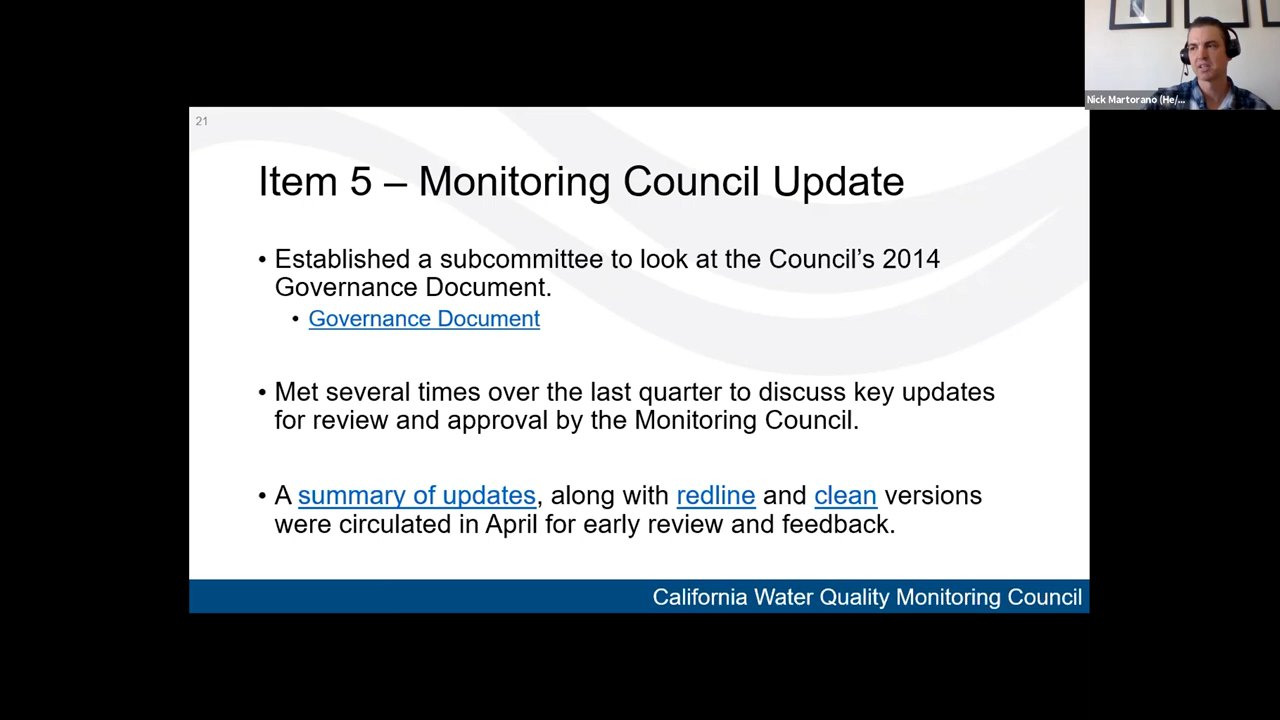 Nick Martorano (He/...
21
Item 5 – Monitoring Council Update
• Established a subcommittee to look at the Council’s 2014
Governance Document.
• Governance Document
• Met several times over the last quarter to discuss key updates
for review and approval by the Monitoring Council.
• A summary of updates, along with redline and clean versions
were circulated in April for early review and feedback.
California Water Quality Monitoring Council